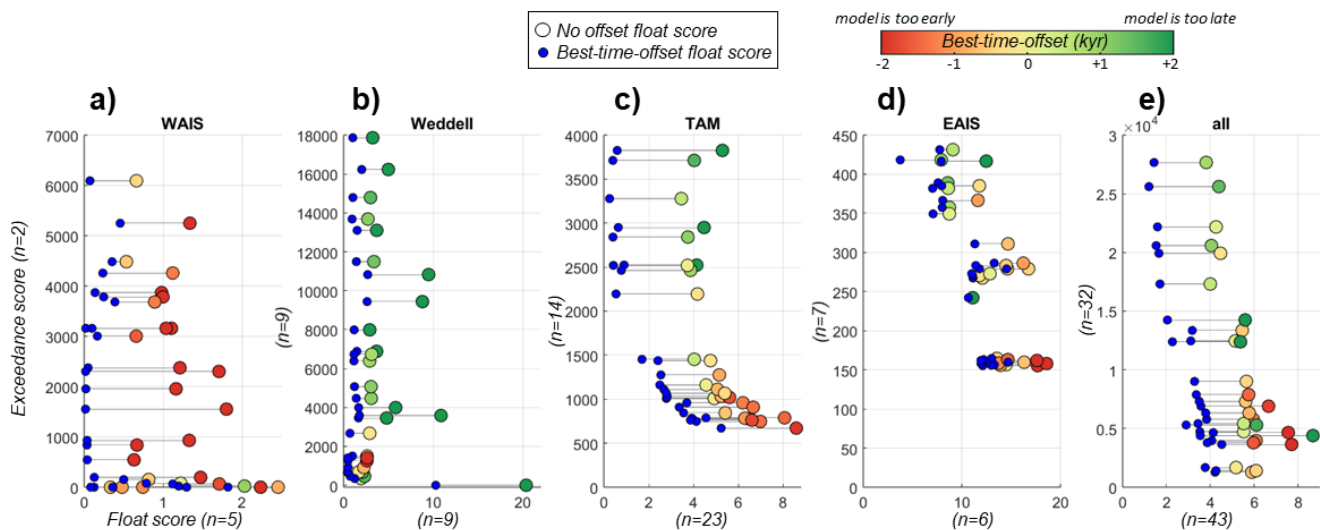 model is too early
model is too late
No offset float score
Best-time-offset float score
Best-time-offset (kyr)
-2 -1 0 +1 +2
a) b) c) d) e)
WAIS Weddell TAM EAIS all
Exceedance score (n=2)
7000
6000
5000
4000
3000
2000
1000
0
0 1 2
Float score (n=5)
(n=9)
18000
16000
14000
12000
10000
8000
6000
4000
2000
0
0 10 20
(n=9)
(n=14)
4000
3500
3000
2500
2000
1500
1000
500
0
0 2 4 6 8
(n=23)
(n=7)
450
400
350
300
250
200
150
100
50
0
0 10 20
(n=6)
(n=32)
×10⁴
3
2.5
2
1.5
1
0.5
0
0 2 4 6 8
(n=43)